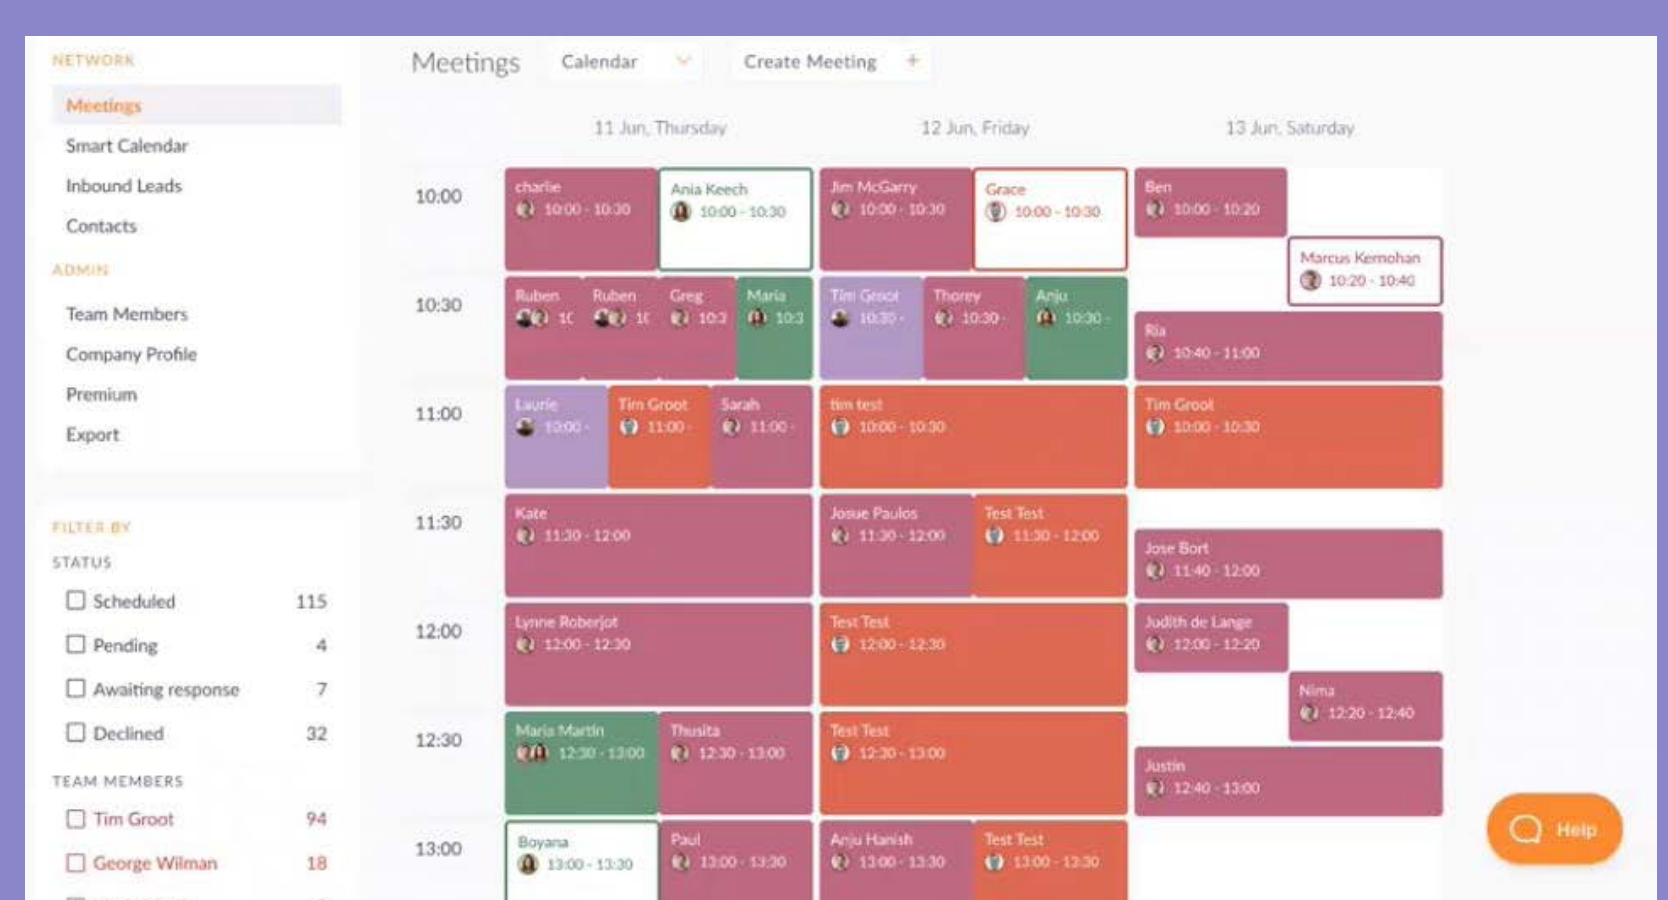 NETWORK
Meetings
Smart Calendar
Inbound Leads
Contacts
ADMIN
Team Members
Company Profile
Premium
Export
FILTER BY
STATUS
Scheduled 115
Pending 4
Awaiting response 7
Declined 32
TEAM MEMBERS
Tim Groot 94
George Wilman 18
Meetings Calendar Create Meeting +
11 Jun, Thursday 12 Jun, Friday 13 Jun, Saturday
10:00
charlie
10:00 - 10:30
Ania Keech
10:00 - 10:30
Jim McGarry
10:00 - 10:30
Grace
10:00 - 10:30
Ben
10:00 - 10:20
Marcus Kernohan
10:20 - 10:40
10:30
Ruben
Ruben
Greg
10:3
Maria
10:3
Tim Groot
10:30 -
Thorey
10:30 -
Anju
10:30 -
Ria
10:40 - 11:00
11:00
Laurie
10:00 -
Tim Groot
11:00 -
Sarah
11:00 -
tim test
10:00 - 10:30
Tim Groot
10:00 - 10:30
11:30
Kate
11:30 - 12:00
Josue Paulos
11:30 - 12:00
Test Test
11:30 - 12:00
Jose Bort
11:40 - 12:00
12:00
Lynne Roberjot
12:00 - 12:30
Test Test
12:00 - 12:30
Judith de Lange
12:00 - 12:20
Nima
12:20 - 12:40
12:30
Maria Martin
12:30 - 13:00
Thusita
12:30 - 13:00
Test Test
12:30 - 13:00
Justin
12:40 - 13:00
13:00
Boyana
13:00 - 13:30
Paul
13:00 - 13:30
Anju Hanish
13:00 - 13:30
Test Test
13:00 - 13:30
Help